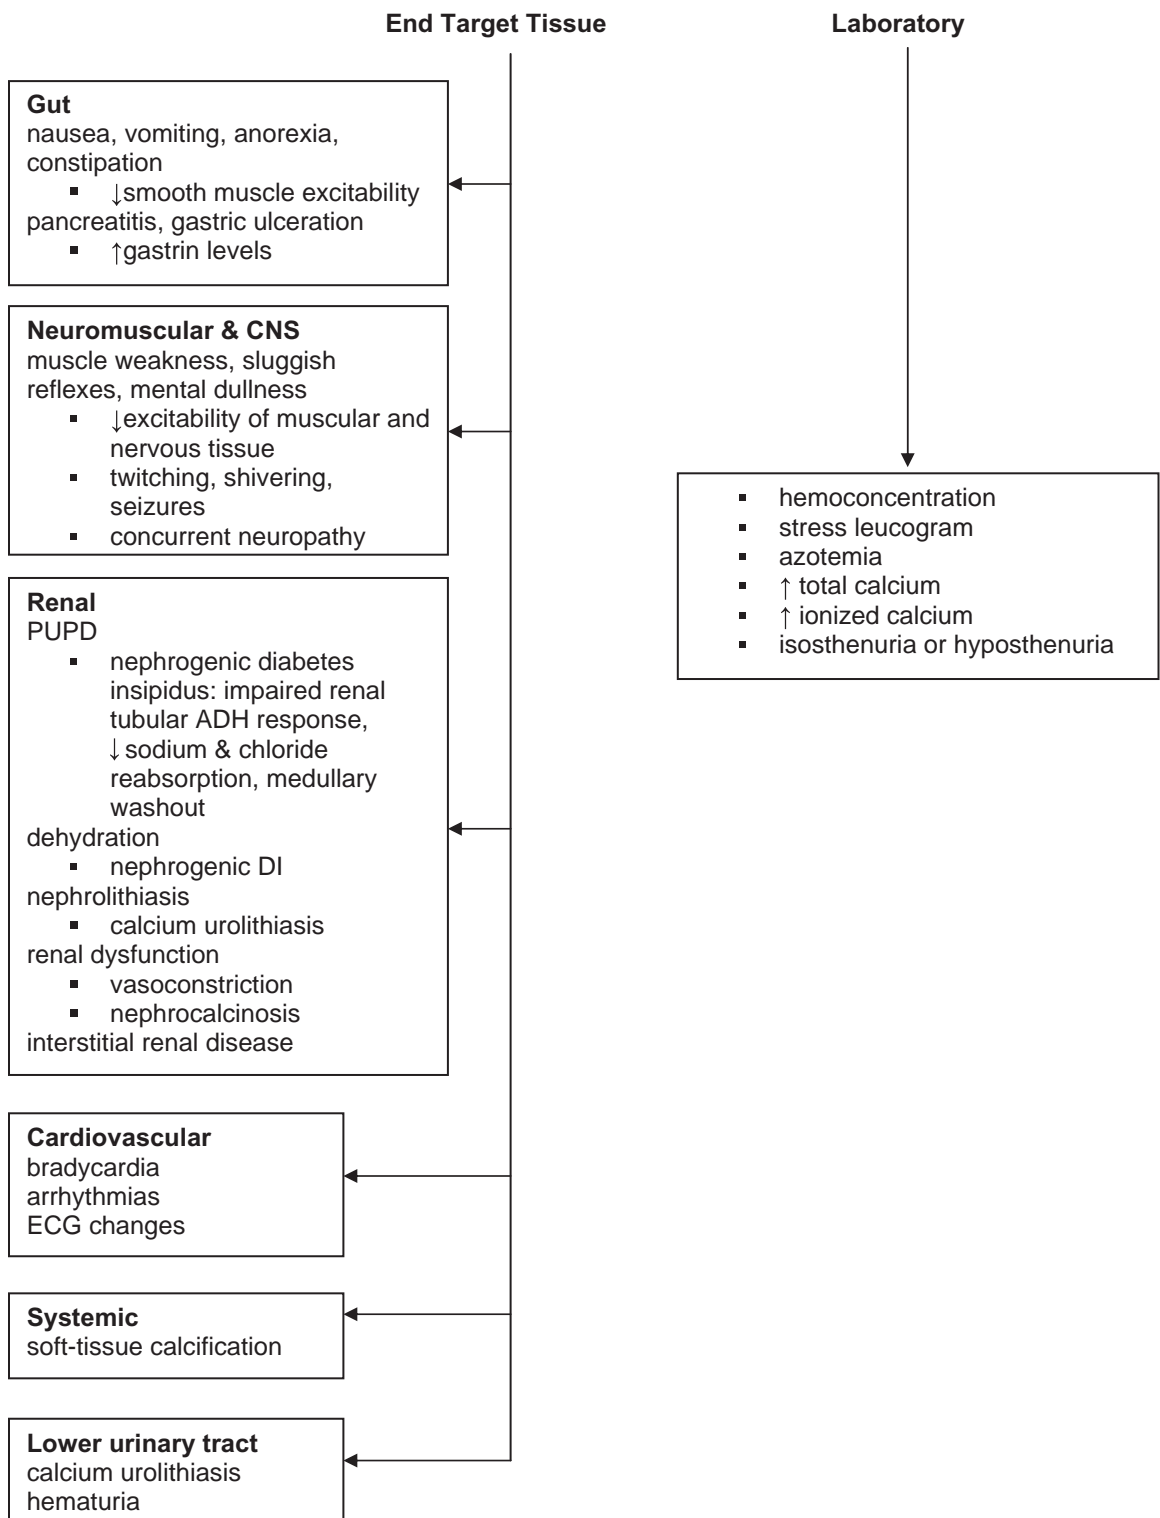 End Target Tissue
Laboratory
Gut
nausea, vomiting, anorexia,
constipation
▪ ↓smooth muscle excitability
pancreatitis, gastric ulceration
▪ ↑gastrin levels
Neuromuscular & CNS
muscle weakness, sluggish
reflexes, mental dullness
▪ ↓excitability of muscular and
nervous tissue
▪ twitching, shivering,
seizures
▪ concurrent neuropathy
Renal
PUPD
▪ nephrogenic diabetes
insipidus: impaired renal
tubular ADH response,
↓sodium & chloride
reabsorption, medullary
washout
dehydration
▪ nephrogenic DI
nephrolithiasis
▪ calcium urolithiasis
renal dysfunction
▪ vasoconstriction
▪ nephrocalcinosis
interstitial renal disease
Cardiovascular
bradycardia
arrhythmias
ECG changes
Systemic
soft-tissue calcification
Lower urinary tract
calcium urolithiasis
hematuria
▪ hemoconcentration
▪ stress leucogram
▪ azotemia
▪ ↑ total calcium
▪ ↑ ionized calcium
▪ isosthenuria or hyposthenuria